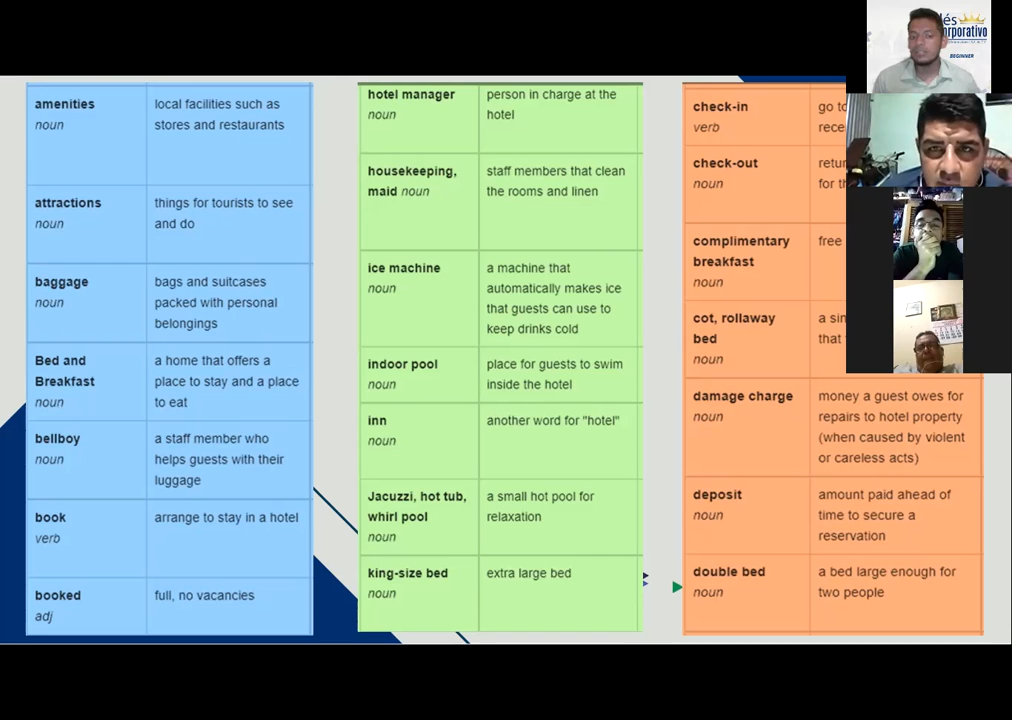 amenities
noun
local facilities such as
stores and restaurants
attractions
noun
things for tourists to see
and do
baggage
noun
bags and suitcases
packed with personal
belongings
Bed and
Breakfast
noun
a home that offers a
place to stay and a place
to eat
bellboy
noun
a staff member who
helps guests with their
luggage
book
verb
arrange to stay in a hotel
booked
adj
full, no vacancies
hotel manager
noun
person in charge at the
hotel
housekeeping,
maid noun
staff members that clean
the rooms and linen
ice machine
noun
a machine that
automatically makes ice
that guests can use to
keep drinks cold
indoor pool
noun
place for guests to swim
inside the hotel
inn
noun
another word for "hotel"
Jacuzzi, hot tub,
whirl pool
noun
a small hot pool for
relaxation
king-size bed
noun
extra large bed
check-in
verb
go to
rece
check-out
noun
retur
for th
complimentary
breakfast
noun
free
cot, rollaway
bed
noun
a sin
that
damage charge
noun
money a guest owes for
repairs to hotel property
(when caused by violent
or careless acts)
deposit
noun
amount paid ahead of
time to secure a
reservation
double bed
noun
a bed large enough for
two people
lés
orporativo
BEGINNER